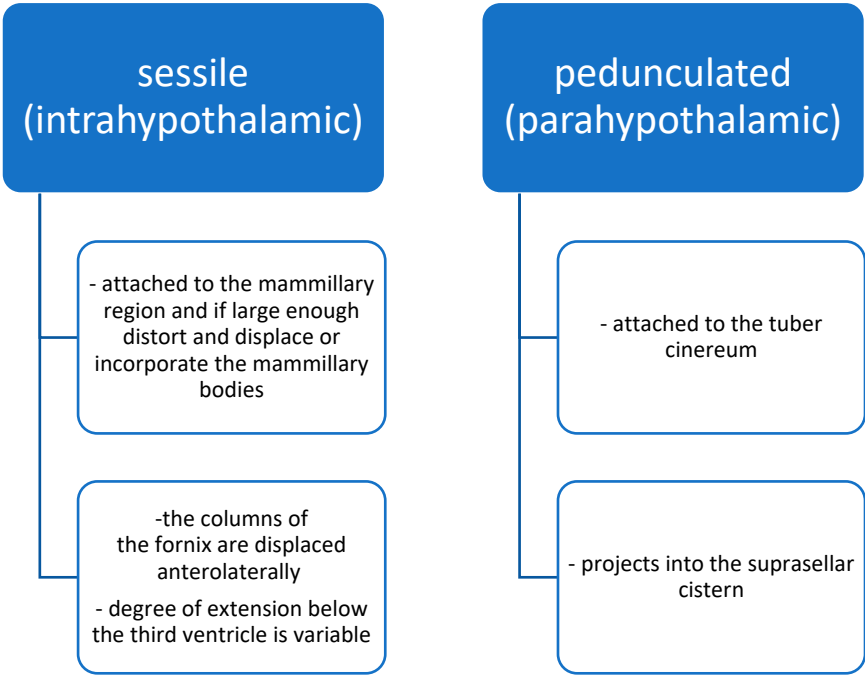 sessile
(intrahypothalamic)
- attached to the mammillary
region and if large enough
distort and displace or
incorporate the mammillary
bodies
-the columns of
the fornix are displaced
anterolaterally
- degree of extension below
the third ventricle is variable
pedunculated
(parahypothalamic)
- attached to the tuber
cinereum
- projects into the suprasellar
cistern